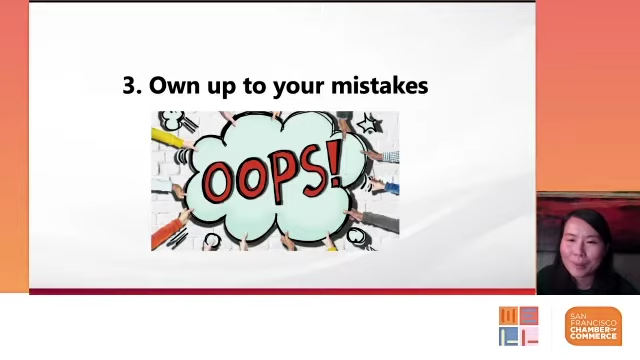 3. Own up to your mistakes
OOPS!
SAN
FRANCISCO
CHAMBER OF
COMMERCE